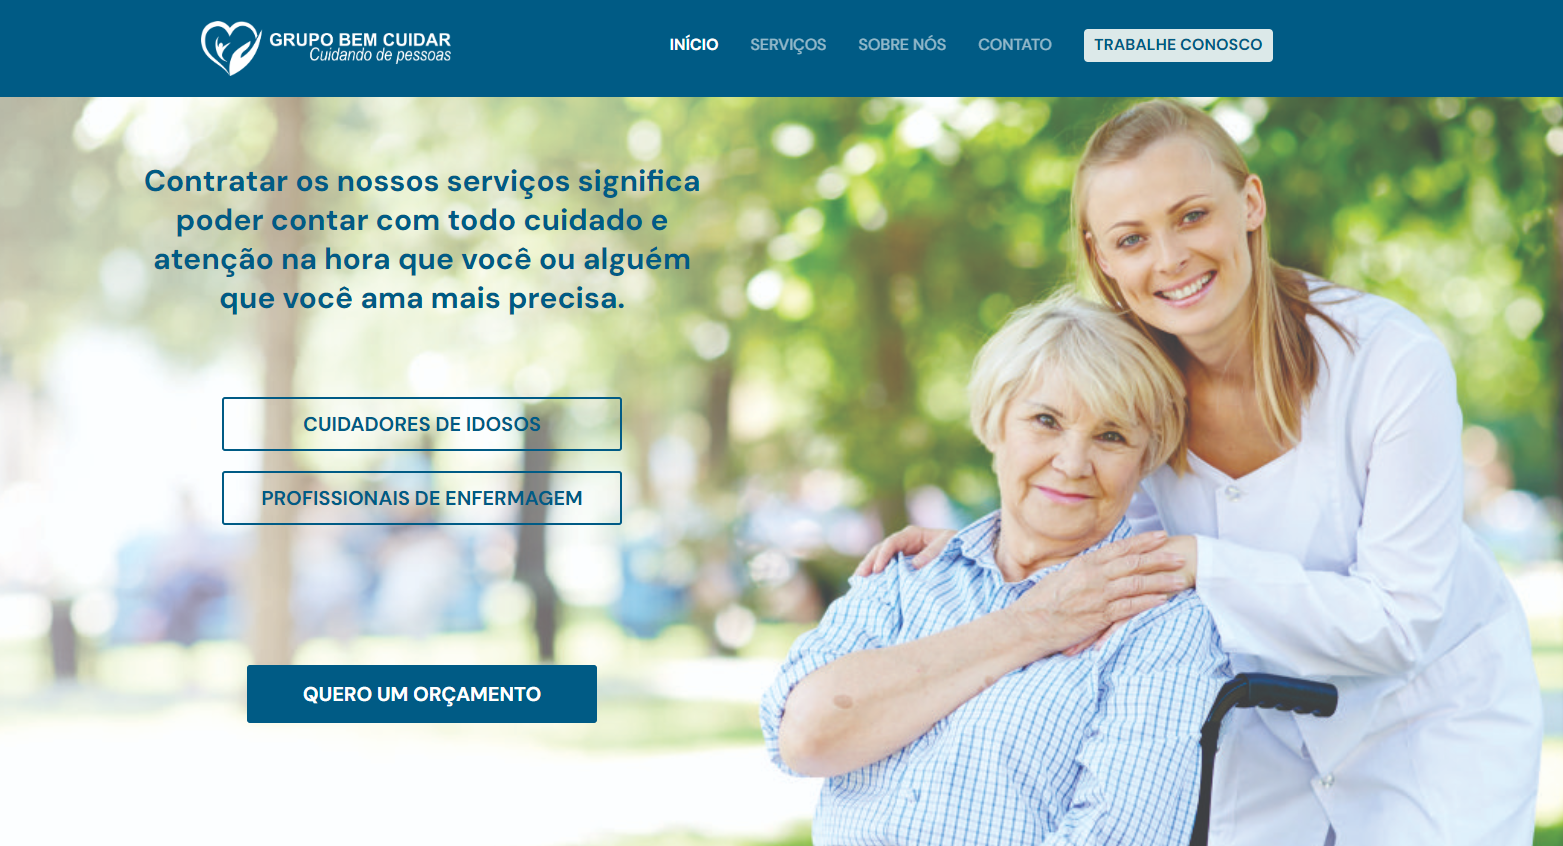 GRUPO BEM CUIDAR
Cuidando de pessoas
INÍCIO SERVIÇOS SOBRE NÓS CONTATO TRABALHE CONOSCO
Contratar os nossos serviços significa
poder contar com todo cuidado e
atenção na hora que você ou alguém
que você ama mais precisa.
CUIDADORES DE IDOSOS
PROFISSIONAIS DE ENFERMAGEM
QUERO UM ORÇAMENTO